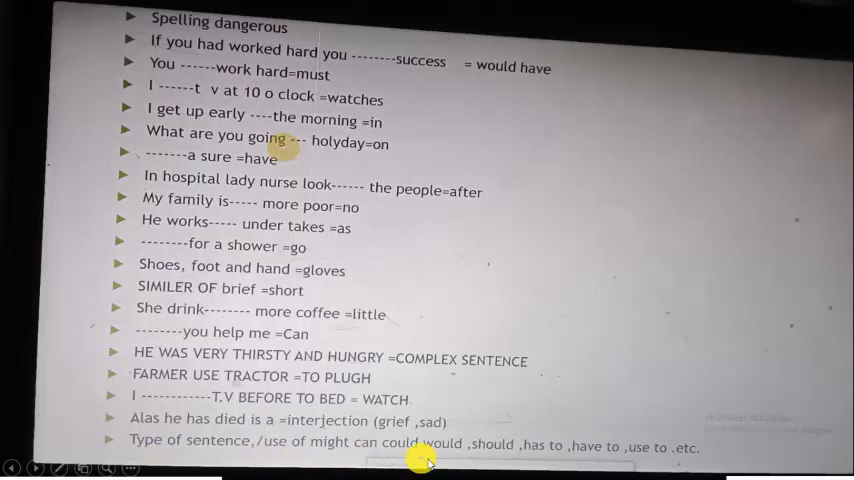 Spelling dangerous
If you had worked hard you --------success = would have
You ------work hard=must
I ------t v at 10 o clock =watches
I get up early ----the morning =in
What are you going --- holyday=on
-------a sure =have
In hospital lady nurse look------ the people=after
My family is----- more poor=no
He works----- under takes =as
--------for a shower =go
Shoes, foot and hand =gloves
SIMILER OF brief =short
She drink-------- more coffee =little
--------you help me =Can
HE WAS VERY THIRSTY AND HUNGRY =COMPLEX SENTENCE
FARMER USE TRACTOR =TO PLUGH
I ------------T.V BEFORE TO BED = WATCH
Alas he has died is a =interjection (grief ,sad)
Type of sentence,/use of might can could would ,should ,has to ,have to ,use to .etc.